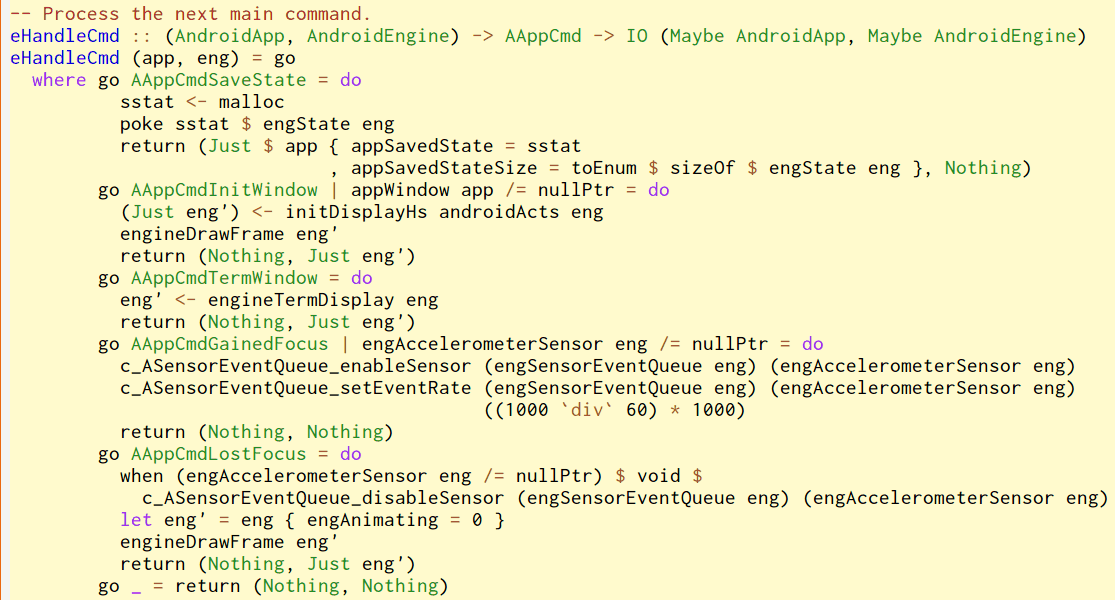 -- Process the next main command.
eHandleCmd :: (AndroidApp, AndroidEngine) -> AAppCmd -> IO (Maybe AndroidApp, Maybe AndroidEngine)
eHandleCmd (app, eng) = go
  where go AAppCmdSaveState = do
          sstat <- malloc
          poke sstat $ engState eng
          return (Just $ app { appSavedState = sstat
                             , appSavedStateSize = toEnum $ sizeOf $ engState eng }, Nothing)
        go AAppCmdInitWindow | appWindow app /= nullPtr = do
          (Just eng') <- initDisplayHs androidActs eng
          engineDrawFrame eng'
          return (Nothing, Just eng')
        go AAppCmdTermWindow = do
          eng' <- engineTermDisplay eng
          return (Nothing, Just eng')
        go AAppCmdGainedFocus | engAccelerometerSensor eng /= nullPtr = do
          c_ASensorEventQueue_enableSensor (engSensorEventQueue eng) (engAccelerometerSensor eng)
          c_ASensorEventQueue_setEventRate (engSensorEventQueue eng) (engAccelerometerSensor eng)
                                           ((1000 `div` 60) * 1000)
          return (Nothing, Nothing)
        go AAppCmdLostFocus = do
          when (engAccelerometerSensor eng /= nullPtr) $ void $
            c_ASensorEventQueue_disableSensor (engSensorEventQueue eng) (engAccelerometerSensor eng)
          let eng' = eng { engAnimating = 0 }
          engineDrawFrame eng'
          return (Nothing, Just eng')
        go _ = return (Nothing, Nothing)